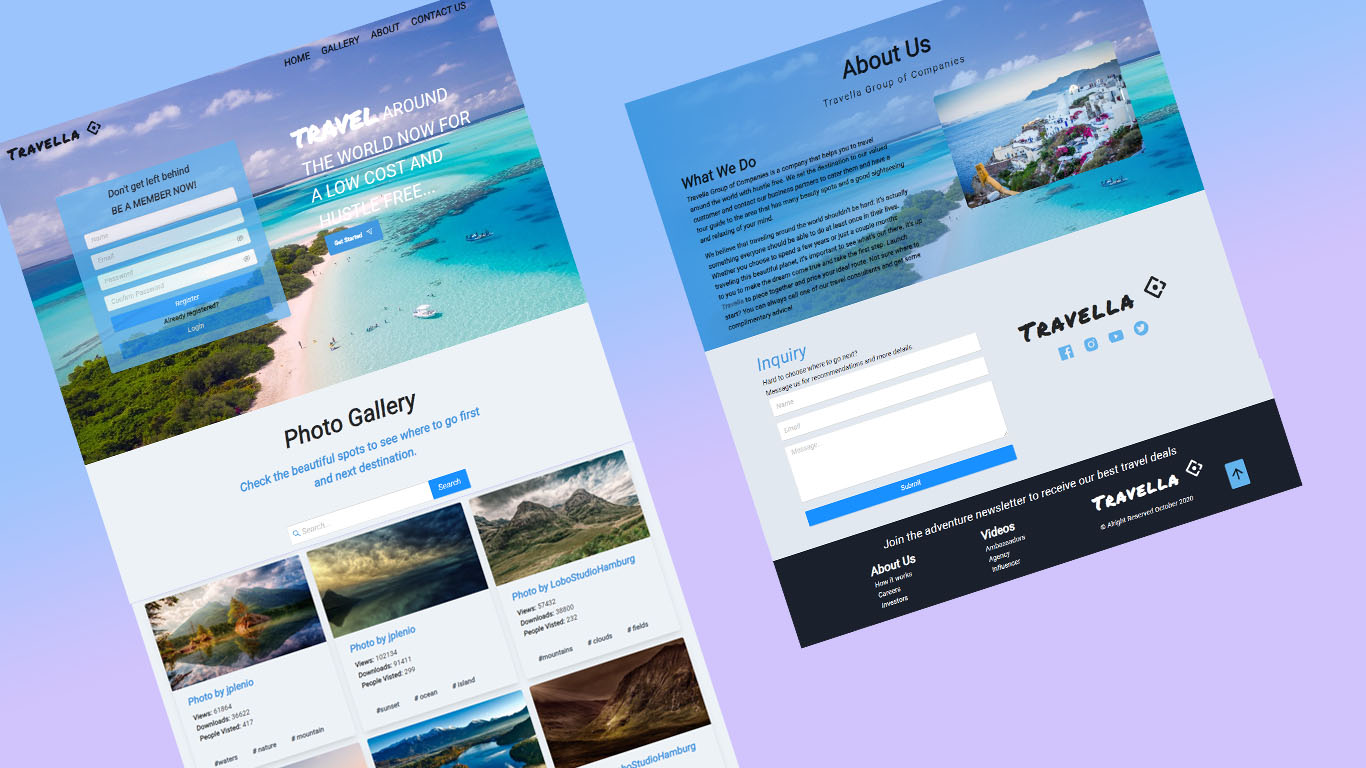 HOME GALLERY ABOUT CONTACT US
TRAVELLA
Don't get left behind
BE A MEMBER NOW!
Name
Email
Password
Confirm Password
Register
Already registered?
Login
TRAVEL AROUND
THE WORLD NOW FOR
A LOW COST AND
HUSTLE FREE...
Get Started
Photo Gallery
Check the beautiful spots to see where to go first
and next destination.
Search...
Search
Photo by jplenio
Views: 61864
Downloads: 36622
People Visted: 417
#waters # nature # mountain
Photo by jplenio
Views: 102134
Downloads: 91411
People Visted: 299
#sunset # ocean # island
Photo by LoboStudioHamburg
Views: 57432
Downloads: 38800
People Visted: 232
#mountains # clouds # fields
boStudioHamburg
About Us
Travella Group of Companies
What We Do
Travella Group of Companies is a company that helps you to travel
around the world with hustle free. We set the destination to our valued
customer and contact our business partners to cater them and have a
tour guide to the area that has many beauty spots and a good sightseeing
and relaxing of your mind.
We believe that traveling around the world shouldn't be hard: it's actually
something everyone should be able to do at least once in their lives.
Whether you choose to spend a few years or just a couple months
traveling this beautiful planet, it's important to see what's out there. it's up
to you to make the dream come true and take the first step. Launch
Travella to piece together and price your ideal route. Not sure where to
start? You can always call one of our travel consultants and get some
complimentary advice!
Inquiry
Hard to choose where to go next?
Message us for recommendations and more details.
Name
Email
Message...
Submit
TRAVELLA
Join the adventure newsletter to receive our best travel deals
About Us
How it works
Careers
Investors
Videos
Ambassadors
Agency
Influencer
TRAVELLA
© Alright Reserved October 2020